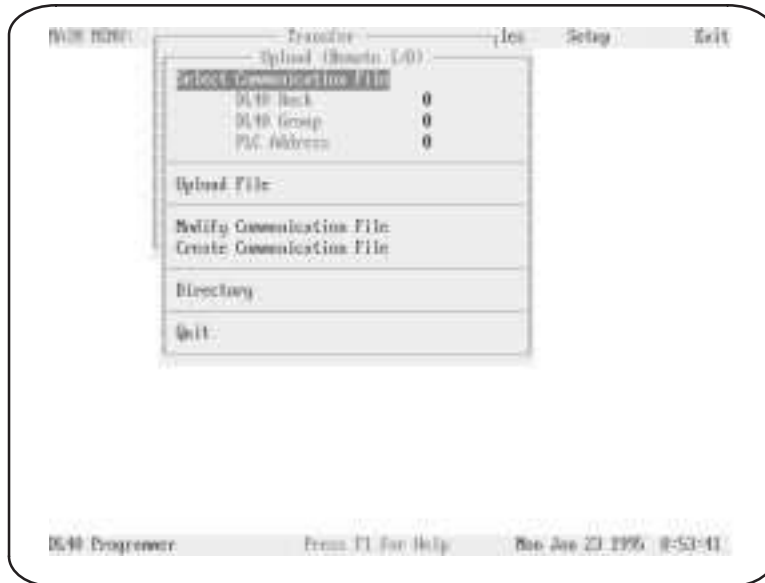 MAIN MENU: Transfer Setup Exit
Upload (Remote I/O)
Select Communication File
DL40 Rack 0
DL40 Group 0
PLC Address 0
Upload File
Modify Communication File
Create Communication File
Directory
Quit
DL40 Programmer Press F1 For Help Mon Jan 23 1995 8:53:41